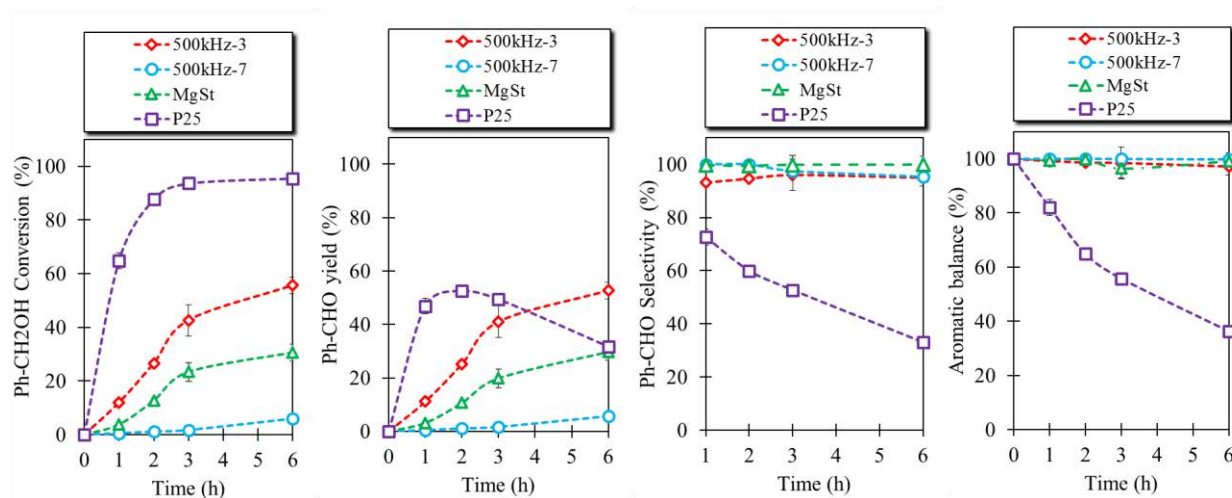 500kHz-3
500kHz-7
MgSt
P25
Ph-CH2OH Conversion (%)
100
80
60
40
20
0
0 1 2 3 4 5 6
Time (h)
500kHz-3
500kHz-7
MgSt
P25
Ph-CHO yield (%)
100
80
60
40
20
0
0 1 2 3 4 5 6
Time (h)
500kHz-3
500kHz-7
MgSt
P25
Ph-CHO Selectivity (%)
100
80
60
40
20
0
1 2 3 4 5 6
Time (h)
500kHz-3
500kHz-7
MgSt
P25
Aromatic balance (%)
100
80
60
40
20
0
0 1 2 3 4 5 6
Time (h)